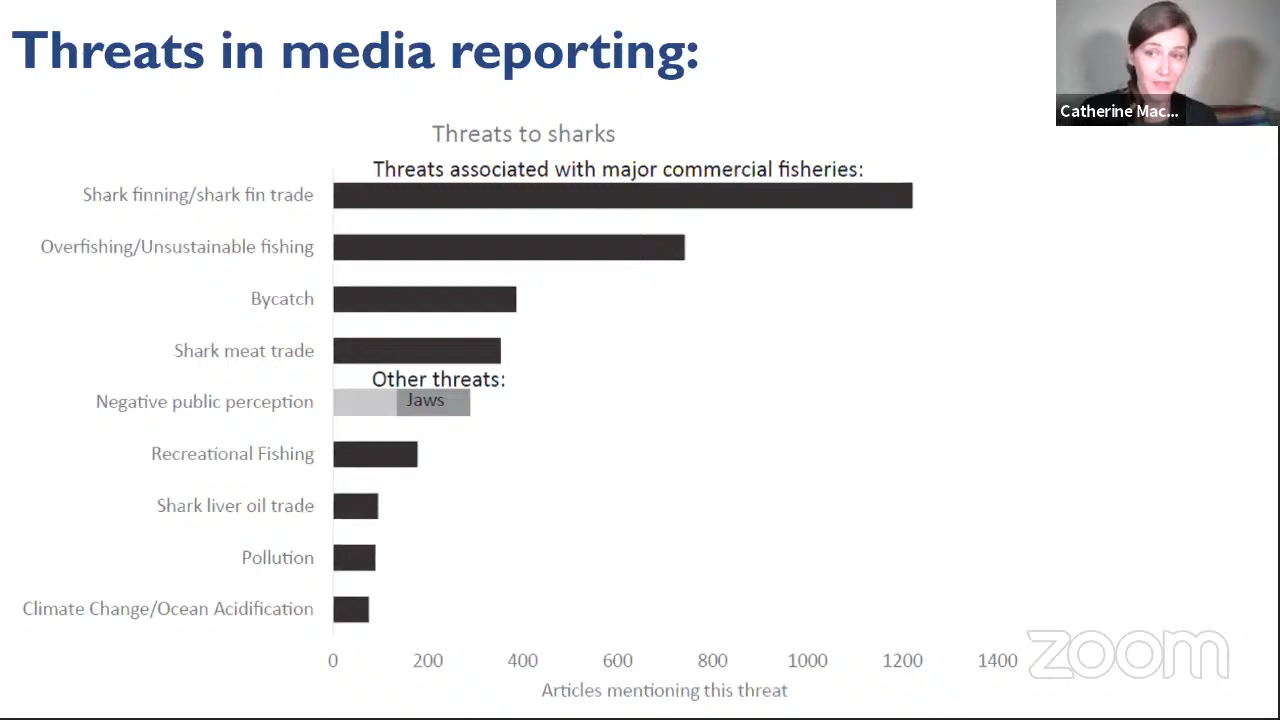 Threats in media reporting:
Catherine Mac...
Threats to sharks
Threats associated with major commercial fisheries:
Shark finning/shark fin trade
Overfishing/Unsustainable fishing
Bycatch
Shark meat trade
Other threats:
Negative public perception
Jaws
Recreational Fishing
Shark liver oil trade
Pollution
Climate Change/Ocean Acidification
0 200 400 600 800 1000 1200 1400
Articles mentioning this threat
zoom